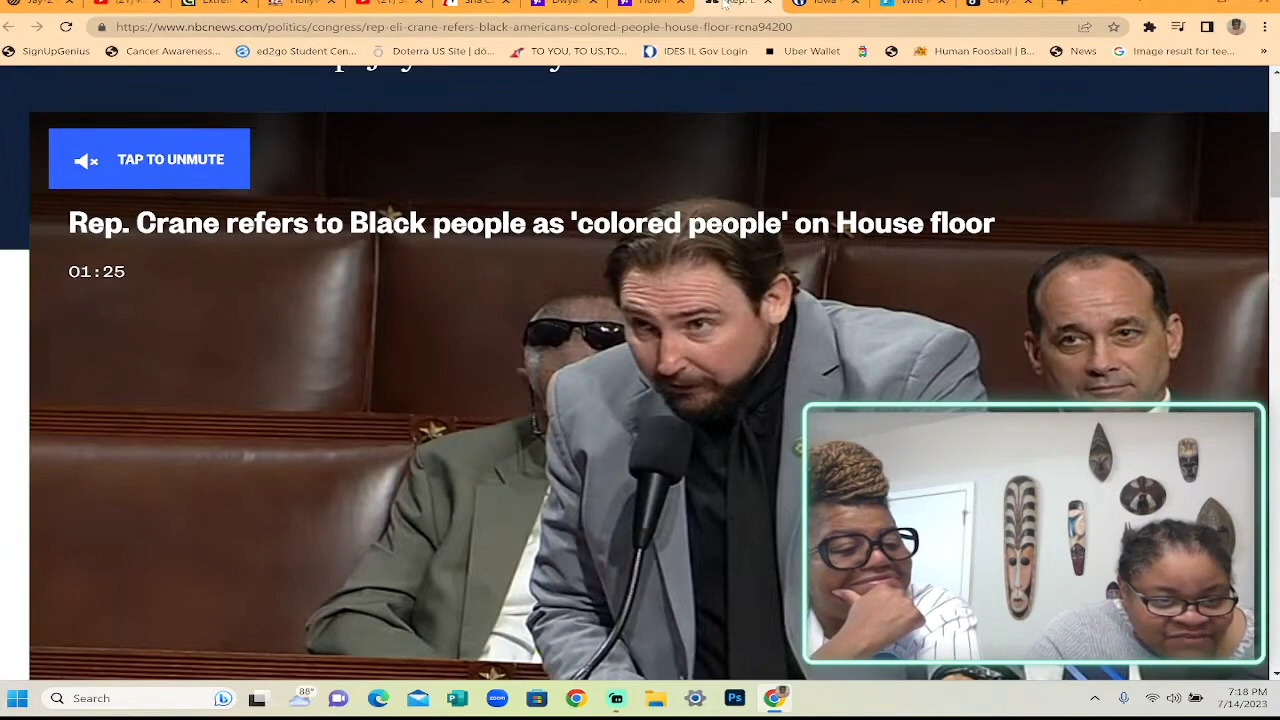 nbcnews.com/politics/congress/rep-eli-crane-refers-black-americans-colored-people-house-floor-rcna94200
SignUpGenius
Cancer Awareness...
ed2go Student Cen...
Doterra US Site | dó...
TO YOU, TO US,TO...
IDES IL Gov Login
Uber Wallet
Human Foosball | B...
News
Image result for tee...
TAP TO UNMUTE
Rep. Crane refers to Black people as 'colored people' on House floor
01:25
Search
88°
zoom
Ps
7:18 PM
7/14/2023